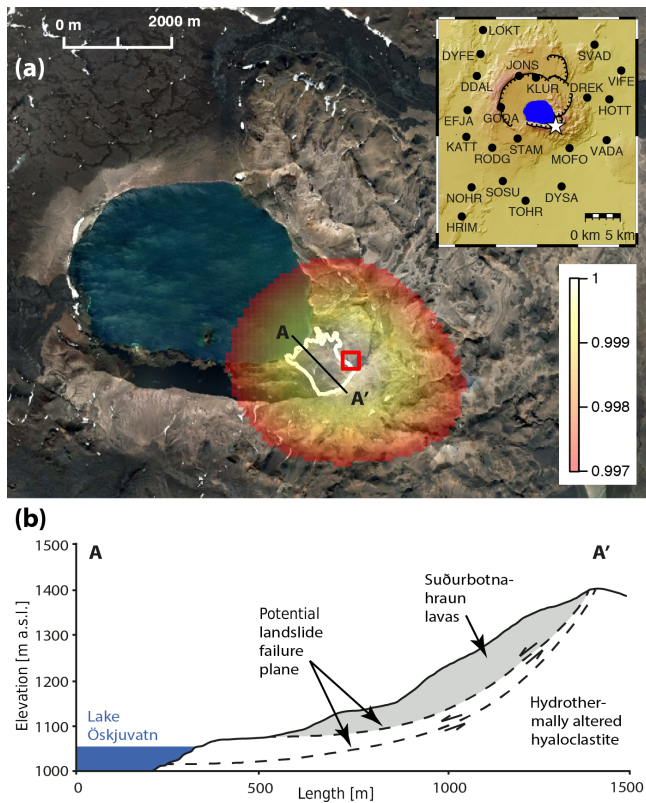 0 m 2000 m
(a)
LOKT
SVAD
DYFE
JONS
VIFE
DDAL
KLUR
DREK
HOTT
EFJA
GODA
KATT
STAM
VADA
RODG
MOFO
NOHR
SOSU
DYSA
TOHR
HRIM
0 km 5 km
1
0.999
0.998
0.997
A
A’
(b)
A
A’
1500
1400
1300
1200
1100
1000
Elevation [m a.s.l.]
Suðurbotna-
hraun
lavas
Potential
landslide
failure
plane
Hydrother-
mally altered
hyaloclastite
Lake
Öskjuvatn
0
500
1000
1500
Length [m]